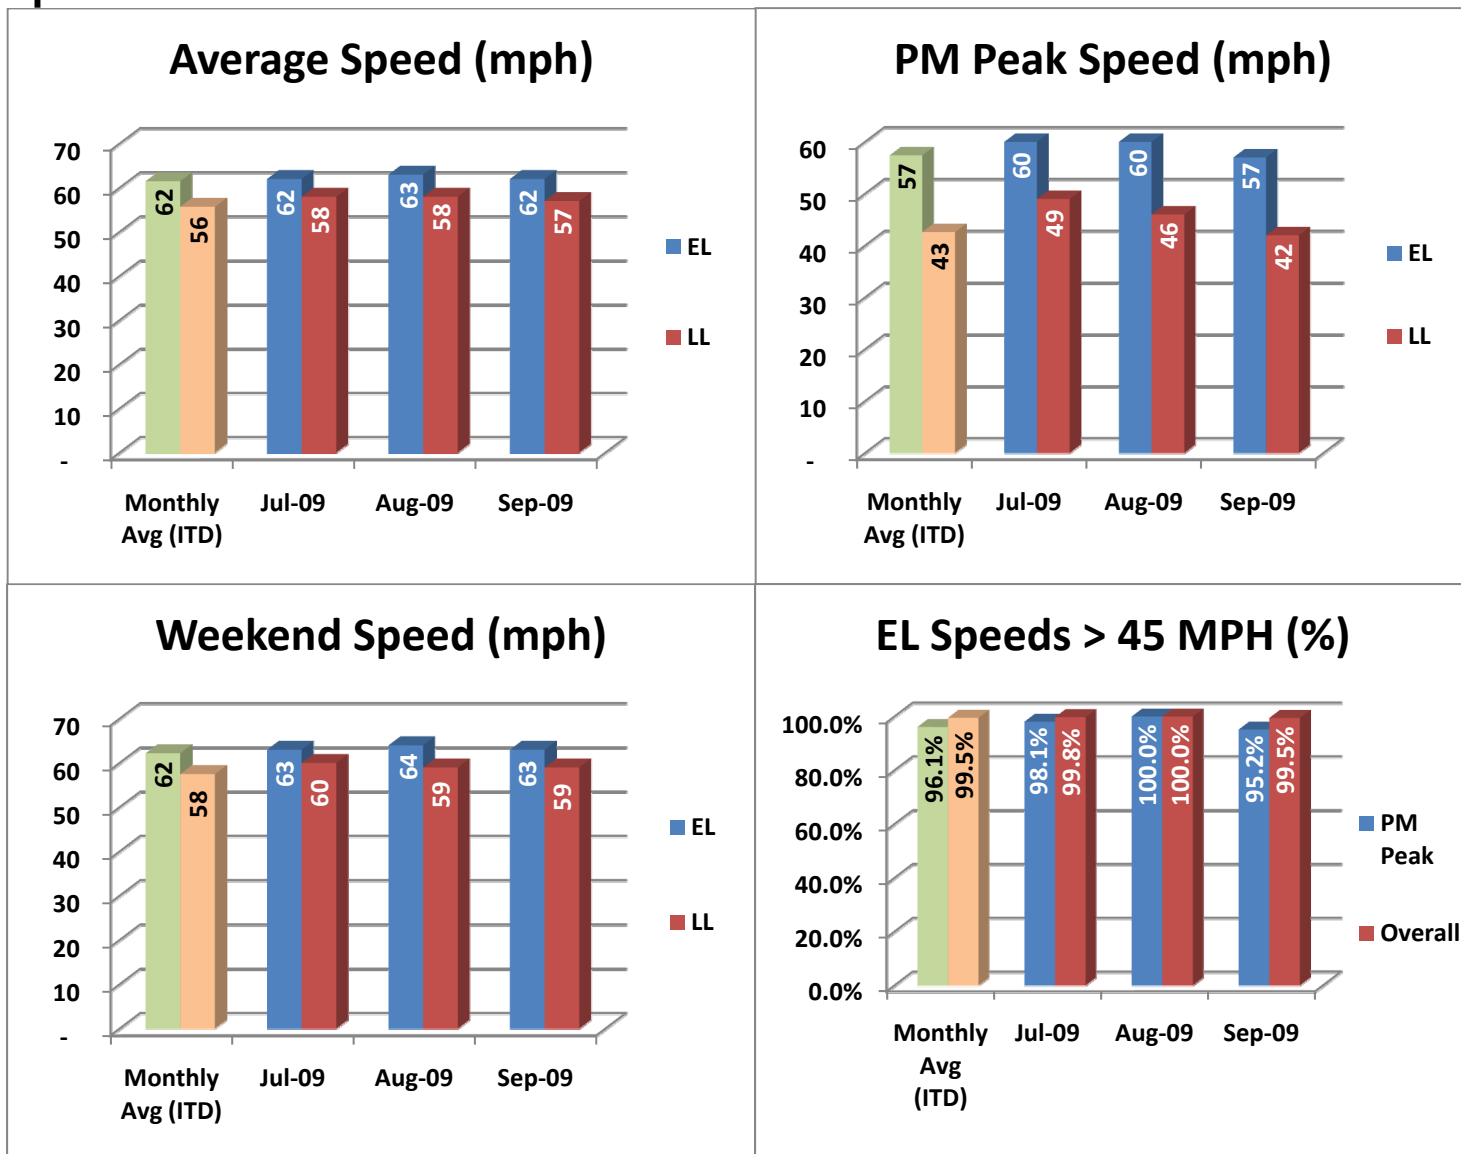 Average Speed (mph)
70
60
50
40
30
20
10
-
62
56
62
58
63
58
62
57
Monthly
Avg (ITD)
Jul-09
Aug-09
Sep-09
EL
LL
PM Peak Speed (mph)
60
50
40
30
20
10
-
57
43
60
49
60
46
57
42
Monthly
Avg (ITD)
Jul-09
Aug-09
Sep-09
EL
LL
Weekend Speed (mph)
70
60
50
40
30
20
10
-
62
58
63
60
64
59
63
59
Monthly
Avg (ITD)
Jul-09
Aug-09
Sep-09
EL
LL
EL Speeds > 45 MPH (%)
100.0%
80.0%
60.0%
40.0%
20.0%
0.0%
96.1%
99.5%
98.1%
99.8%
100.0%
100.0%
95.2%
99.5%
Monthly
Avg
(ITD)
Jul-09
Aug-09
Sep-09
PM
Peak
Overall